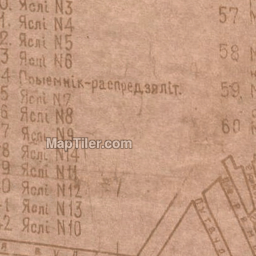 0. Яслі N3
1. Яслі N4
2. Яслі N5
3 Яслі N6
4 Прыемнік-распредзяліт.
5 Яслі N7
6 Яслі N8
7 Яслі N9
8 Яслі N14
9 Яслі N11
0 Яслі N12
-1. Яслі N13
-2. Яслі N10
57
58
59
60
MapTiler.com